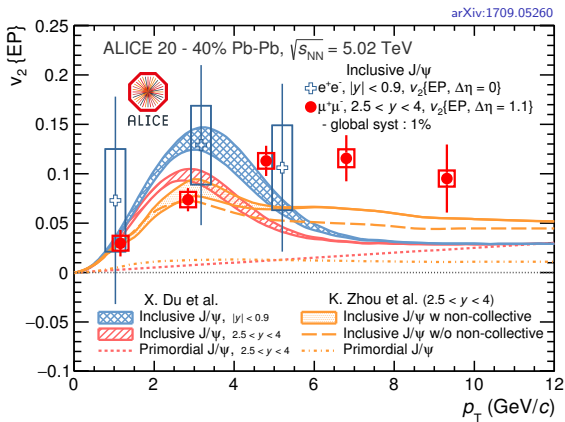 arXiv:1709.05260
v₂ {EP}
0.25
0.2
0.15
0.1
0.05
0
−0.05
−0.1
ALICE 20 - 40% Pb-Pb, √sNN = 5.02 TeV
ALICE
Inclusive J/ψ
e⁺e⁻, |y| < 0.9, v₂{EP, Δη = 0}
μ⁺μ⁻, 2.5 < y < 4, v₂{EP, Δη = 1.1}
- global syst : 1%
X. Du et al.
Inclusive J/ψ, |y| < 0.9
Inclusive J/ψ, 2.5 < y < 4
Primordial J/ψ, 2.5 < y < 4
K. Zhou et al. (2.5 < y < 4)
Inclusive J/ψ w non-collective
Inclusive J/ψ w/o non-collective
Primordial J/ψ
0 2 4 6 8 10 12
pT (GeV/c)